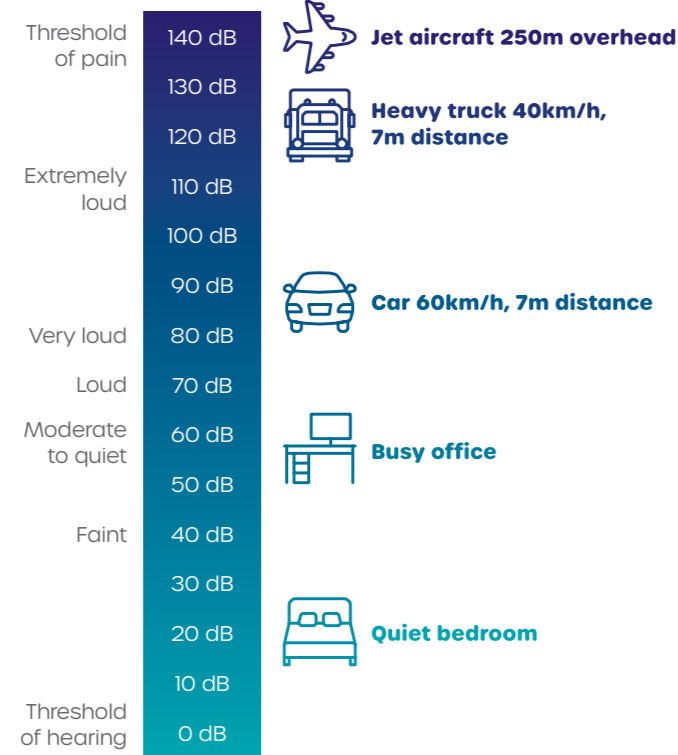 Threshold
of pain
140 dB
Jet aircraft 250m overhead
130 dB
Heavy truck 40km/h,
7m distance
120 dB
Extremely
loud
110 dB
100 dB
90 dB
Car 60km/h, 7m distance
Very loud
80 dB
Loud
70 dB
Moderate
to quiet
60 dB
Busy office
50 dB
Faint
40 dB
30 dB
20 dB
Quiet bedroom
10 dB
Threshold
of hearing
0 dB